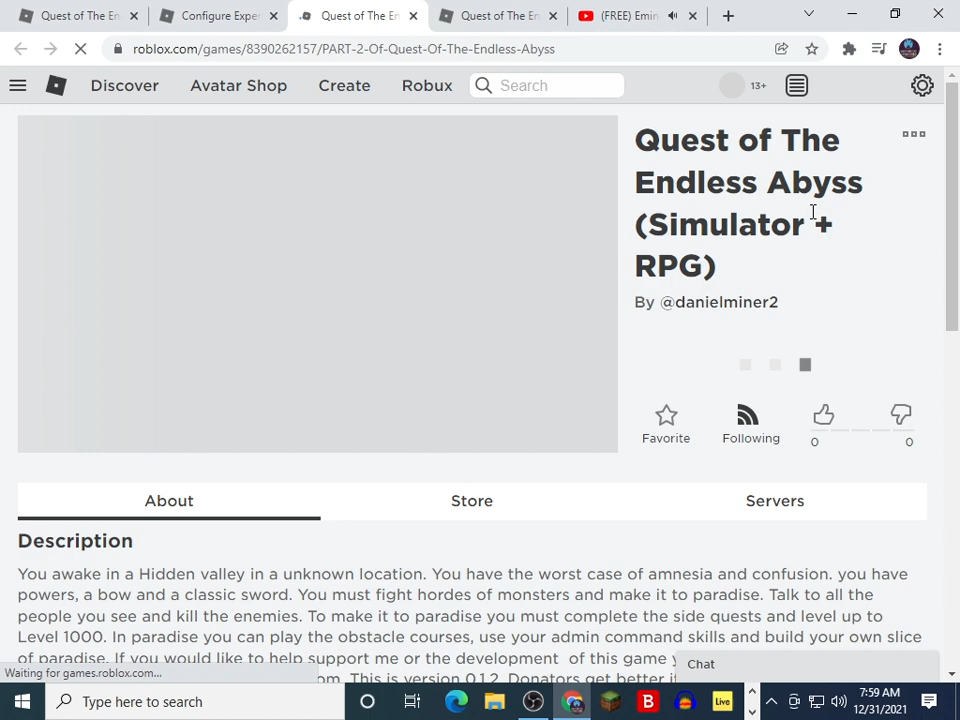 Quest of The En
Configure Exper
Quest of The En
Quest of The En
(FREE) Emin
roblox.com/games/8390262157/PART-2-Of-Quest-Of-The-Endless-Abyss
Discover
Avatar Shop
Create
Robux
Search
13+
Quest of The
Endless Abyss
(Simulator +
RPG)
By @danielminer2
Favorite
Following
0
0
About
Store
Servers
Description
You awake in a Hidden valley in a unknown location. You have the worst case of amnesia and confusion. you have
powers, a bow and a classic sword. You must fight hordes of monsters and make it to paradise. Talk to all the
people you see and kill the enemies. To make it to paradise you must complete the side quests and level up to
Level 1000. In paradise you can play the obstacle courses, use your admin command skills and build your own slice
of paradise. If you would like to help support me or the development of this game y
om. This is version 0.1.2. Donators get better it
Chat
Waiting for games.roblox.com...
Type here to search
B
Live
7:59 AM
12/31/2021